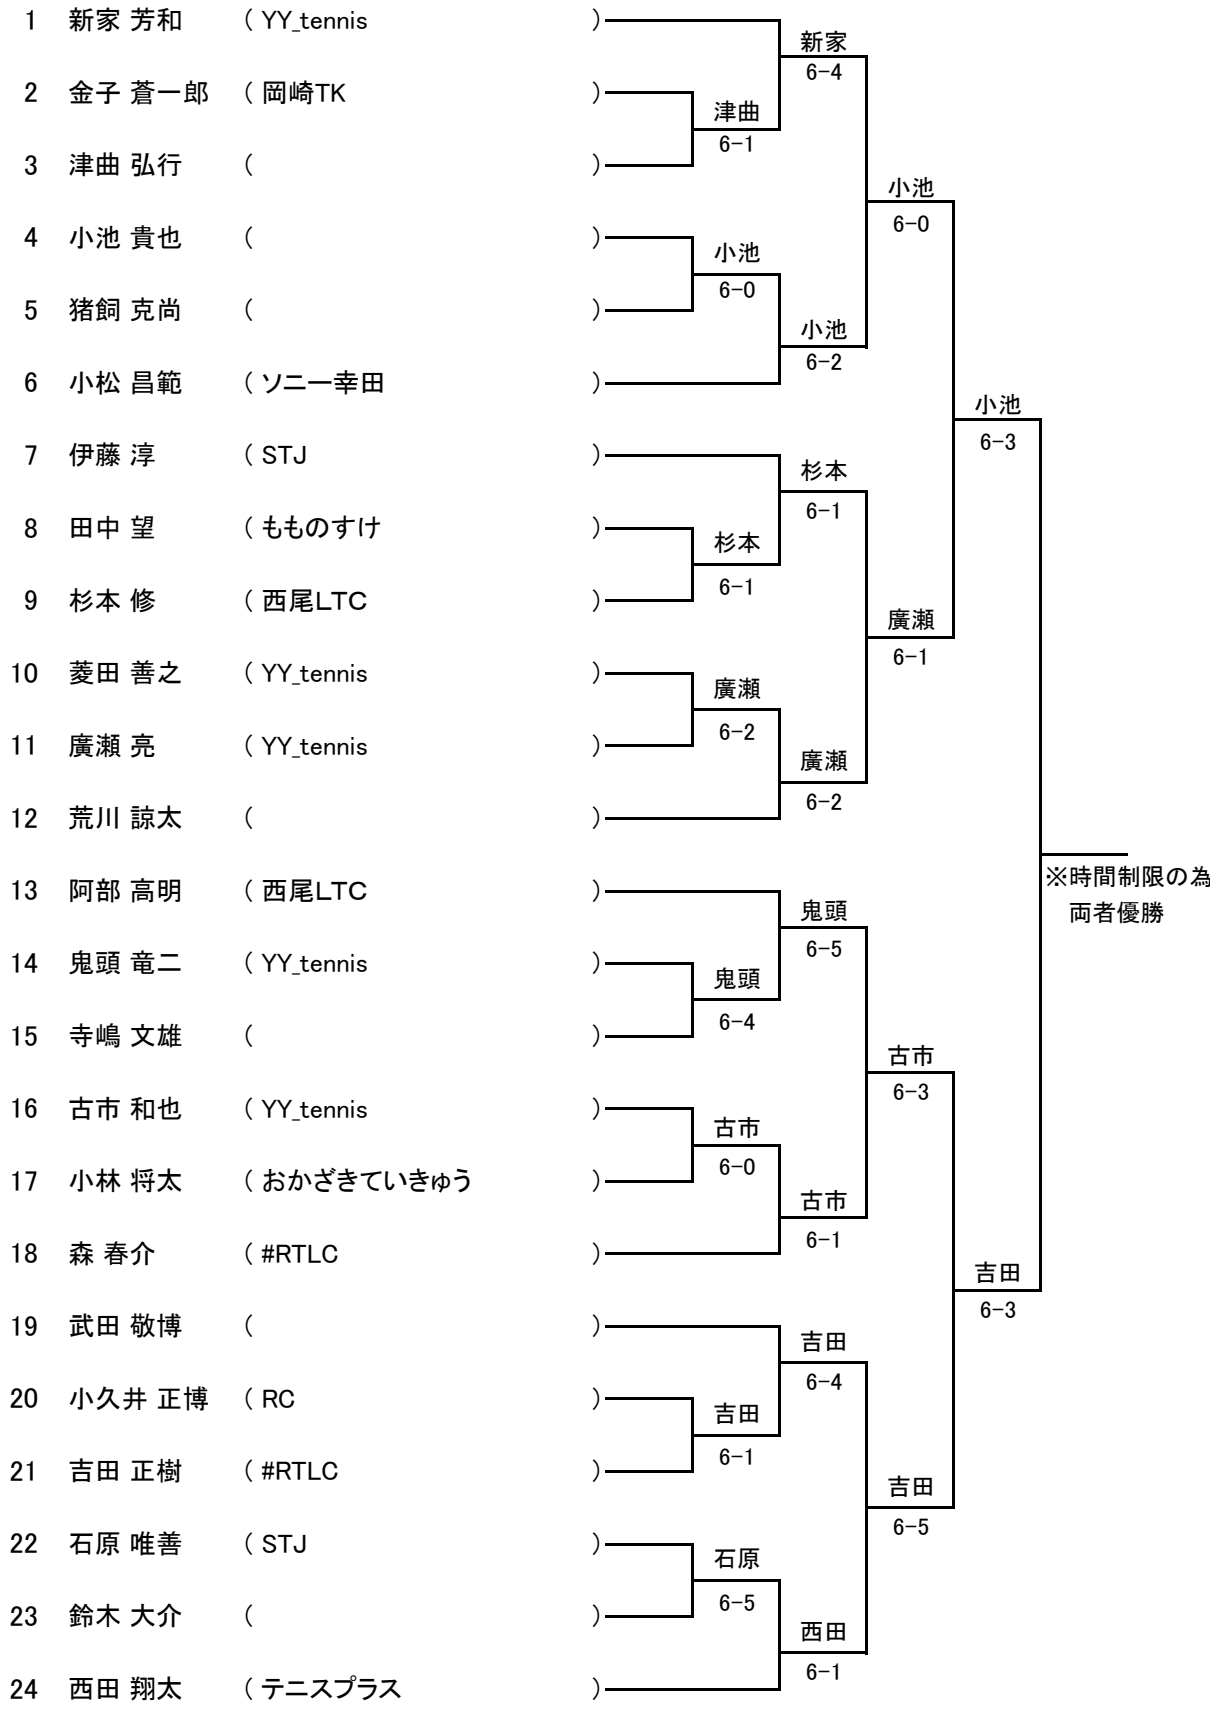 1 新家 芳和 ( YY_tennis )
新家
6-4
2 金子 蒼一郎 ( 岡崎TK )
津曲
6-1
3 津曲 弘行 ( )
小池
6-0
4 小池 貴也 ( )
小池
6-0
5 猪飼 克尚 ( )
小池
6-2
6 小松 昌範 ( ソニー幸田 )
小池
6-3
7 伊藤 淳 ( STJ )
杉本
6-1
8 田中 望 ( もものすけ )
杉本
6-1
9 杉本 修 ( 西尾LTC )
廣瀬
6-1
10 菱田 善之 ( YY_tennis )
廣瀬
6-2
11 廣瀬 亮 ( YY_tennis )
廣瀬
6-2
12 荒川 諒太 ( )
※時間制限の為
両者優勝
13 阿部 高明 ( 西尾LTC )
鬼頭
6-5
14 鬼頭 竜二 ( YY_tennis )
鬼頭
6-4
15 寺嶋 文雄 ( )
古市
6-3
16 古市 和也 ( YY_tennis )
古市
6-0
17 小林 将太 ( おかざきていきゅう )
古市
6-1
18 森 春介 ( #RTLC )
吉田
6-3
19 武田 敬博 ( )
吉田
6-4
20 小久井 正博 ( RC )
吉田
6-1
21 吉田 正樹 ( #RTLC )
吉田
6-5
22 石原 唯善 ( STJ )
石原
6-5
23 鈴木 大介 ( )
西田
6-1
24 西田 翔太 ( テニスプラス )